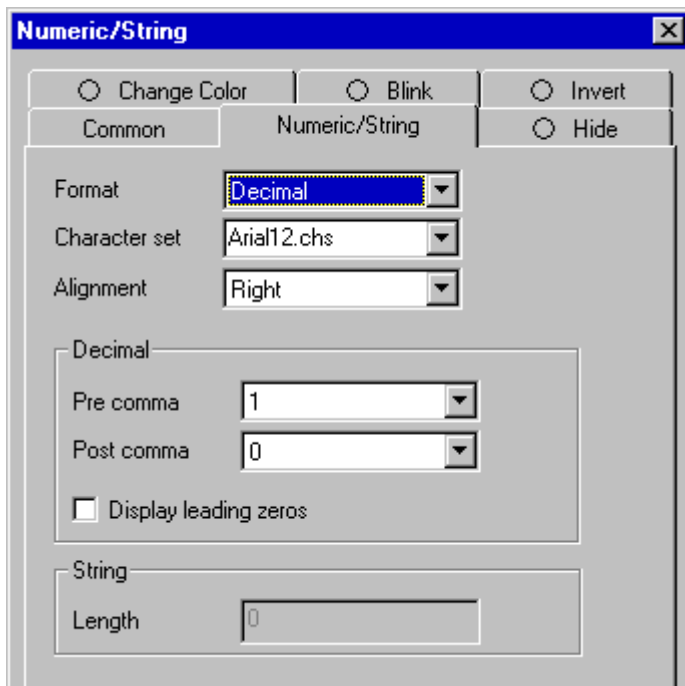 Numeric/String
Change Color Blink Invert
Common Numeric/String Hide
Format Decimal
Character set Arial12.chs
Alignment Right
Decimal
Pre comma 1
Post comma 0
Display leading zeros
String
Length 0